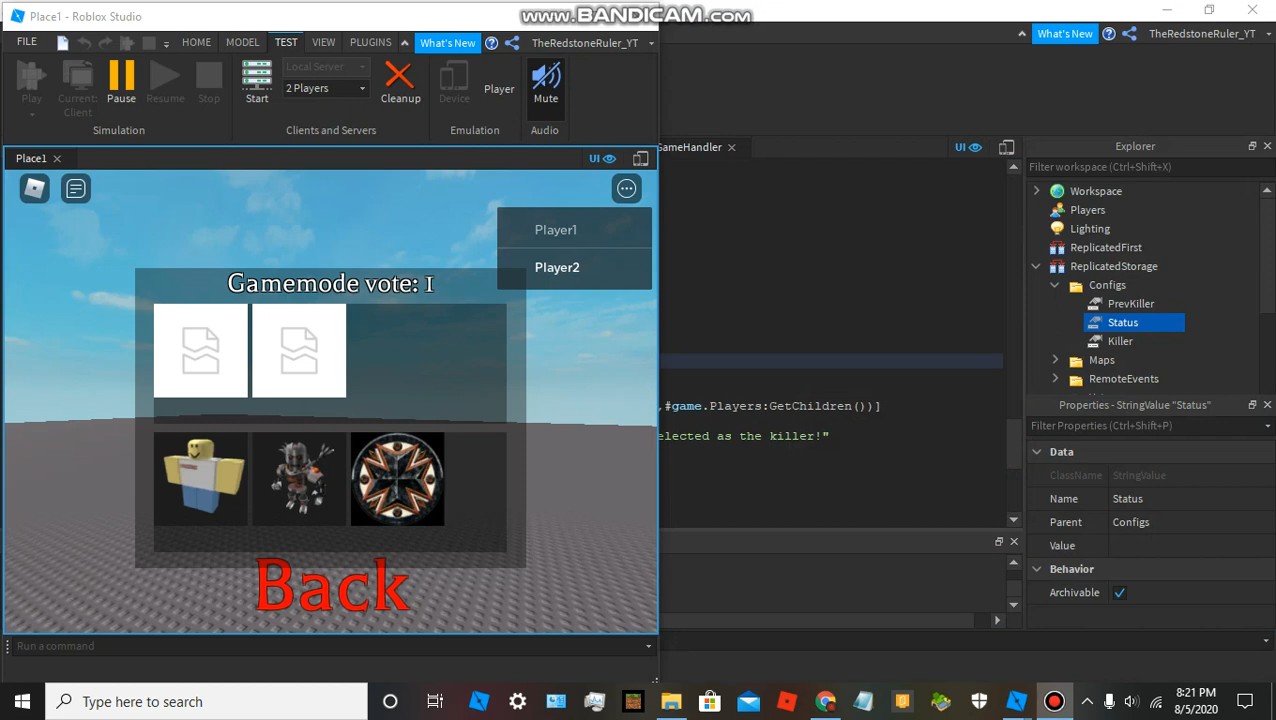 www.BANDICAM.com
Place1 - Roblox Studio
FILE HOME MODEL TEST VIEW PLUGINS What's New TheRedstoneRuler_YT
What's New TheRedstoneRuler_YT
Local Server
2 Players
Play Current: Client Pause Resume Stop Start Cleanup Device Player Mute
Simulation Clients and Servers Emulation Audio
Place1 UI
GameHandler UI
Player1
Player2
Gamemode vote: I
Back
,#game.Players:GetChildren())]
elected as the killer!"
Explorer
Filter workspace (Ctrl+Shift+X)
Workspace
Players
Lighting
ReplicatedFirst
ReplicatedStorage
Configs
PrevKiller
Status
Killer
Maps
RemoteEvents
Properties - StringValue "Status"
Filter Properties (Ctrl+Shift+P)
Data
ClassName StringValue
Name Status
Parent Configs
Value
Behavior
Archivable
Run a command
Type here to search
8:21 PM
8/5/2020